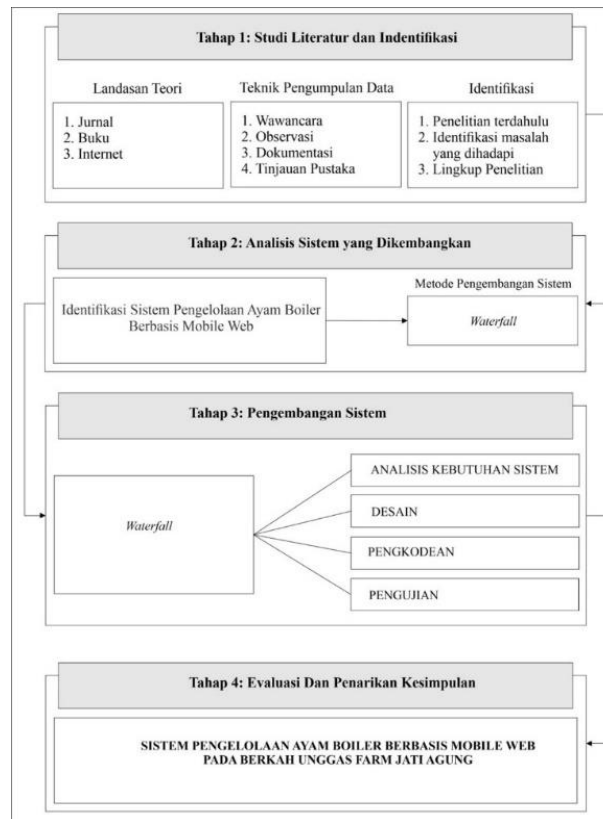 Tahap 1: Studi Literatur dan Indentifikasi
Landasan Teori
1. Jurnal
2. Buku
3. Internet
Teknik Pengumpulan Data
1. Wawancara
2. Observasi
3. Dokumentasi
4. Tinjauan Pustaka
Identifikasi
1. Penelitian terdahulu
2. Identifikasi masalah
yang dihadapi
3. Lingkup Penelitian
Tahap 2: Analisis Sistem yang Dikembangkan
Identifikasi Sistem Pengelolaan Ayam Boiler
Berbasis Mobile Web
Metode Pengembangan Sistem
Waterfall
Tahap 3: Pengembangan Sistem
Waterfall
ANALISIS KEBUTUHAN SISTEM
DESAIN
PENGKODEAN
PENGUJIAN
Tahap 4: Evaluasi Dan Penarikan Kesimpulan
SISTEM PENGELOLAAN AYAM BOILER BERBASIS MOBILE WEB
PADA BERKAH UNGGAS FARM JATI AGUNG